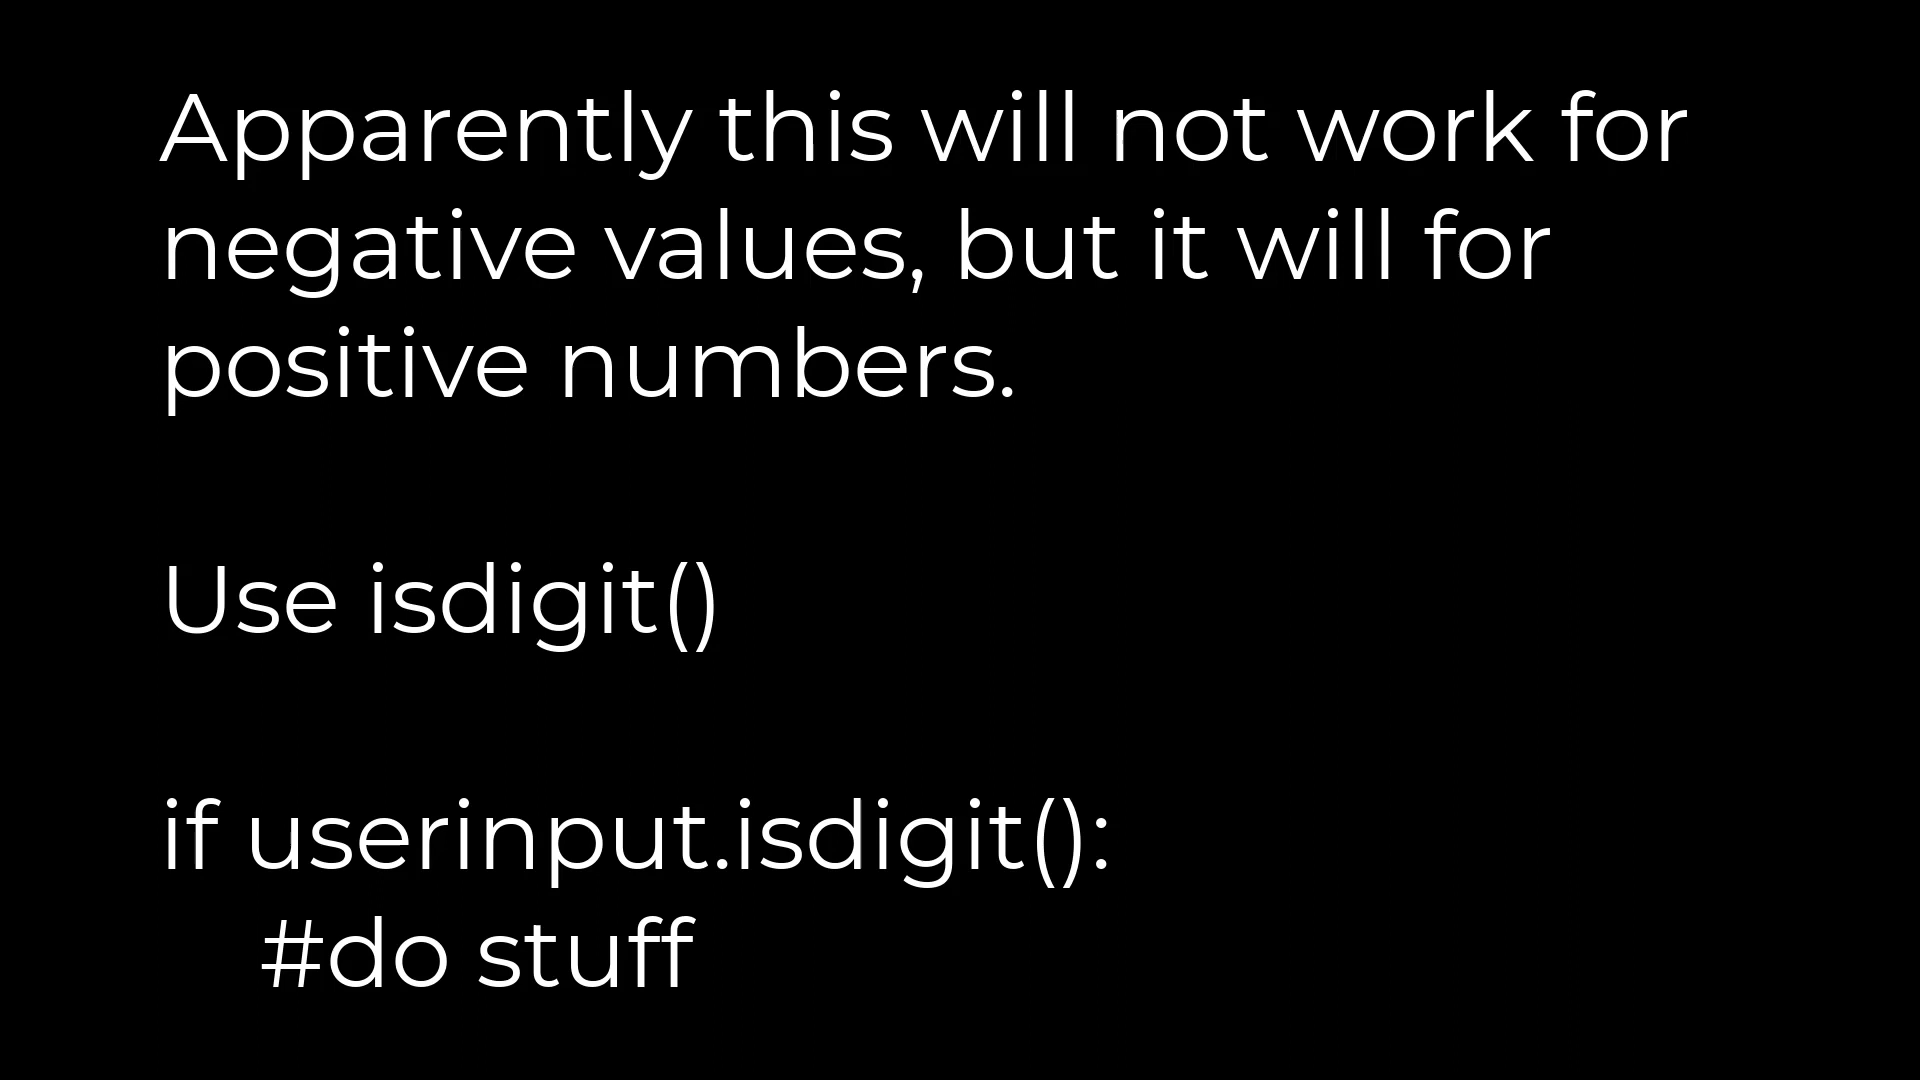 Apparently this will not work for
negative values, but it will for
positive numbers.
Use isdigit()
if userinput.isdigit():
#do stuff